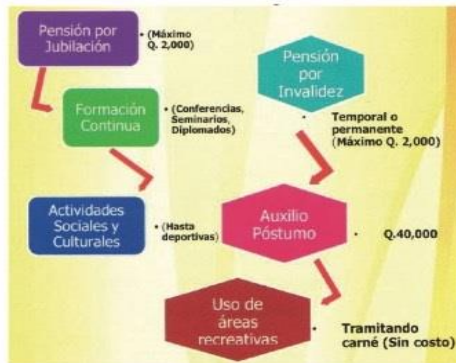 Pensión por
Jubilación
• (Máximo
Q. 2,000)
Formación
Continua
• (Conferencias,
Seminarios,
Diplomados)
Actividades
Sociales y
Culturales
• (Hasta
deportivas)
Pensión por
Invalidez
• Temporal o
permanente
(Máximo Q. 2,000)
Auxilio
Póstumo
• Q.40,000
Uso de
áreas
recreativas
• Tramitando
carné (Sin costo)